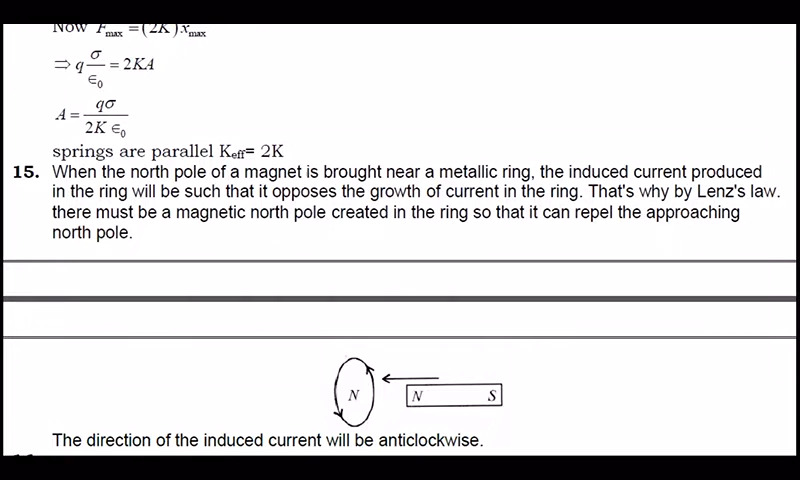 Now F_max = (2K) x_max
⇒ q σ/∈₀ = 2KA
A = qσ/2K ∈₀
springs are parallel K_eff= 2K
15. When the north pole of a magnet is brought near a metallic ring, the induced current produced
in the ring will be such that it opposes the growth of current in the ring. That's why by Lenz's law.
there must be a magnetic north pole created in the ring so that it can repel the approaching
north pole.
N N S
The direction of the induced current will be anticlockwise.